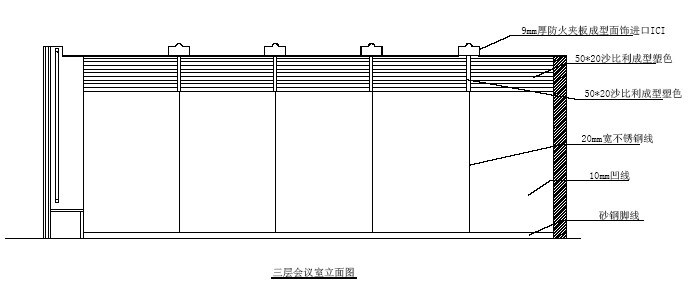 9mm厚防火夹板成型面饰进口ICI
50*20沙比利成型塑色
50*20沙比利成型塑色
20mm宽不锈钢线
10mm凹线
砂钢脚线
三层会议室立面图